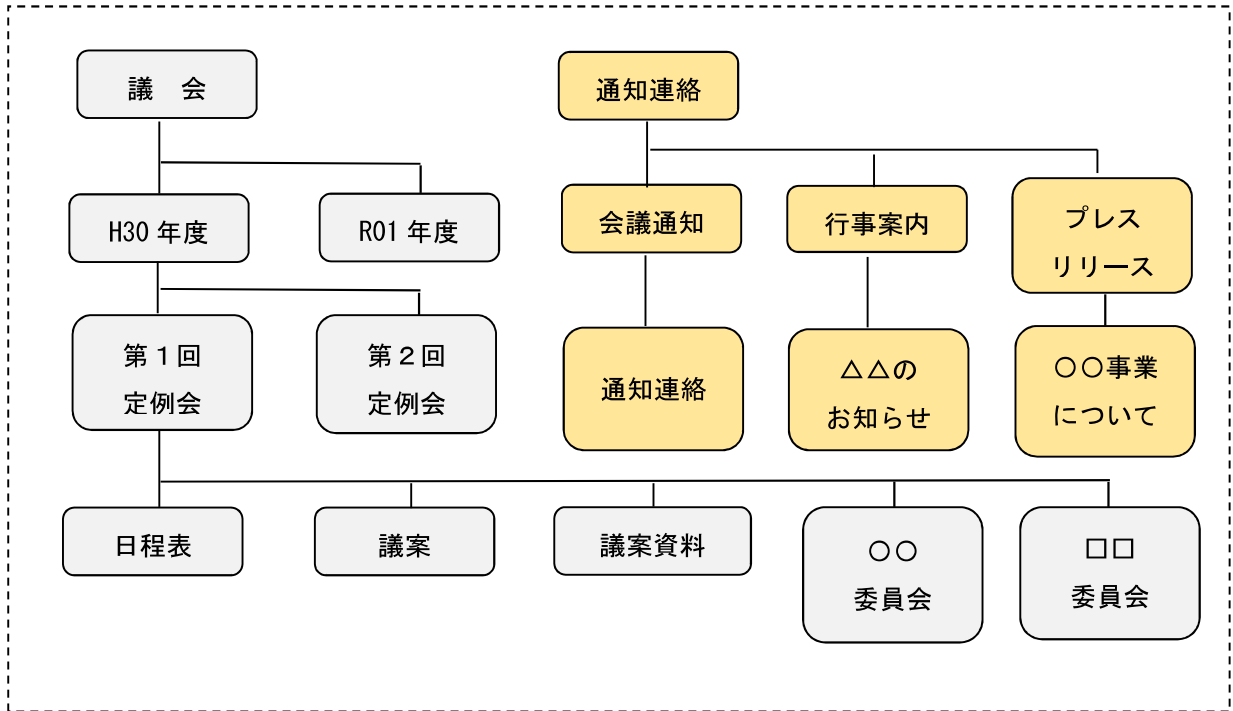 議　会
通知連絡
H30 年度
R01 年度
会議通知
行事案内
プレス
リリース
第１回
定例会
第２回
定例会
通知連絡
△△の
お知らせ
○○事業
について
日程表
議案
議案資料
○○
委員会
□□
委員会